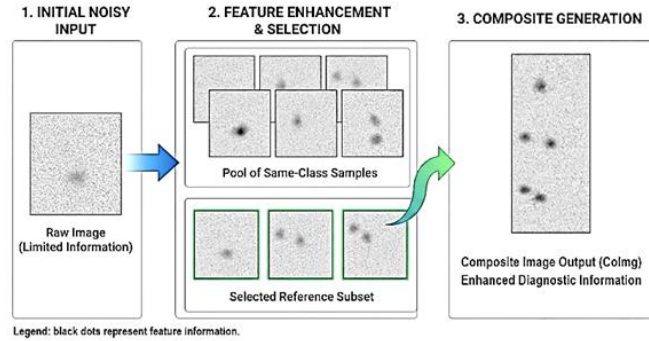 1. INITIAL NOISY
INPUT
Raw Image
(Limited Information)
2. FEATURE ENHANCEMENT
& SELECTION
Pool of Same-Class Samples
Selected Reference Subset
3. COMPOSITE GENERATION
Composite Image Output (CoImg)
Enhanced Diagnostic Information
Legend: black dots represent feature information.